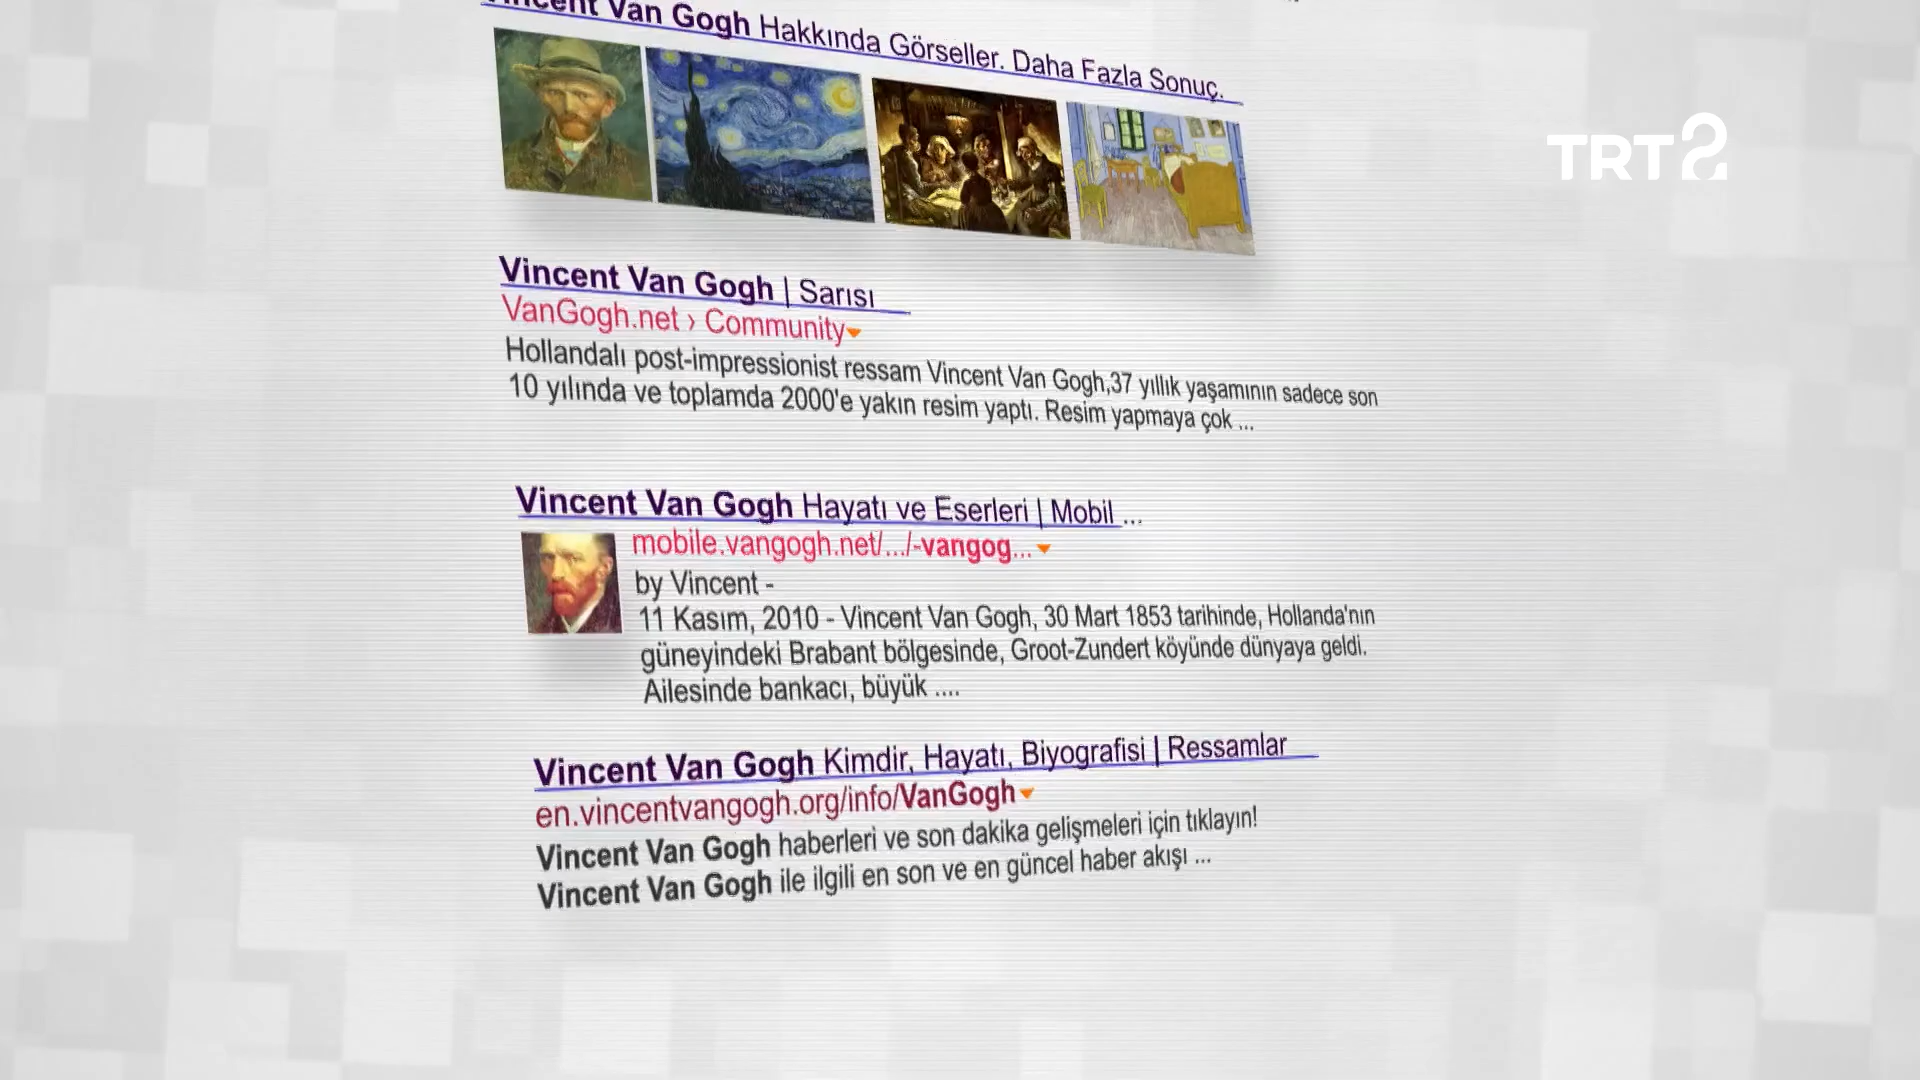 Vincent Van Gogh Hakkında Görseller. Daha Fazla Sonuç.
TRT 2
Vincent Van Gogh | Sarısı
VanGogh.net › Community
Hollandalı post-impressionist ressam Vincent Van Gogh,37 yıllık yaşamının sadece son
10 yılında ve toplamda 2000'e yakın resim yaptı. Resim yapmaya çok ...
Vincent Van Gogh Hayatı ve Eserleri | Mobil ...
mobile.vangogh.net/.../-vangog...
by Vincent -
11 Kasım, 2010 - Vincent Van Gogh, 30 Mart 1853 tarihinde, Hollanda'nın
güneyindeki Brabant bölgesinde, Groot-Zundert köyünde dünyaya geldi.
Ailesinde bankacı, büyük ....
Vincent Van Gogh Kimdir, Hayatı, Biyografisi | Ressamlar
en.vincentvangogh.org/info/VanGogh
Vincent Van Gogh haberleri ve son dakika gelişmeleri için tıklayın!
Vincent Van Gogh ile ilgili en son ve en güncel haber akışı ...